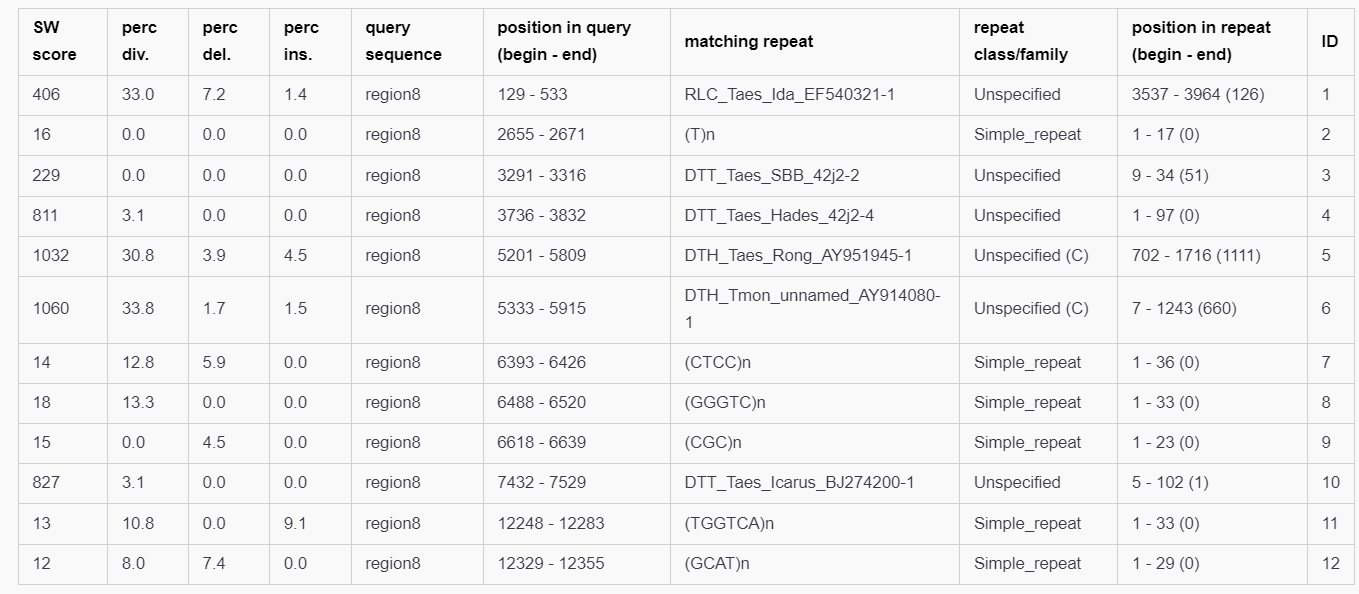 SW score perc div. perc del. perc ins. query sequence position in query (begin - end) matching repeat repeat class/family position in repeat (begin - end) ID
406 33.0 7.2 1.4 region8 129 - 533 RLC_Taes_Ida_EF540321-1 Unspecified 3537 - 3964 (126) 1
16 0.0 0.0 0.0 region8 2655 - 2671 (T)n Simple_repeat 1 - 17 (0) 2
229 0.0 0.0 0.0 region8 3291 - 3316 DTT_Taes_SBB_42j2-2 Unspecified 9 - 34 (51) 3
811 3.1 0.0 0.0 region8 3736 - 3832 DTT_Taes_Hades_42j2-4 Unspecified 1 - 97 (0) 4
1032 30.8 3.9 4.5 region8 5201 - 5809 DTH_Taes_Rong_AY951945-1 Unspecified (C) 702 - 1716 (1111) 5
1060 33.8 1.7 1.5 region8 5333 - 5915 DTH_Tmon_unnamed_AY914080-1 Unspecified (C) 7 - 1243 (660) 6
14 12.8 5.9 0.0 region8 6393 - 6426 (CTCC)n Simple_repeat 1 - 36 (0) 7
18 13.3 0.0 0.0 region8 6488 - 6520 (GGGTC)n Simple_repeat 1 - 33 (0) 8
15 0.0 4.5 0.0 region8 6618 - 6639 (CGC)n Simple_repeat 1 - 23 (0) 9
827 3.1 0.0 0.0 region8 7432 - 7529 DTT_Taes_Icarus_BJ274200-1 Unspecified 5 - 102 (1) 10
13 10.8 0.0 9.1 region8 12248 - 12283 (TGGTCA)n Simple_repeat 1 - 33 (0) 11
12 8.0 7.4 0.0 region8 12329 - 12355 (GCAT)n Simple_repeat 1 - 29 (0) 12